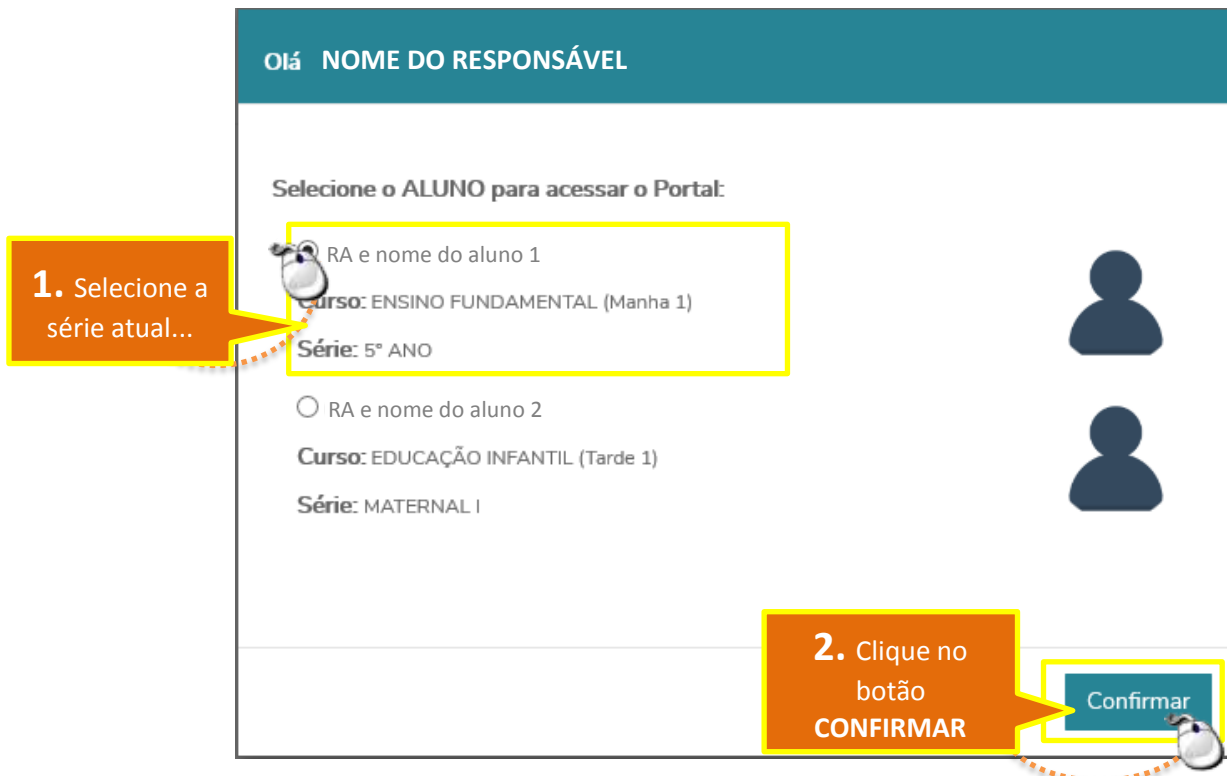 Olá NOME DO RESPONSÁVEL
Selecione o ALUNO para acessar o Portal:
RA e nome do aluno 1
Curso: ENSINO FUNDAMENTAL (Manha 1)
Série: 5° ANO
1. Selecione a
série atual...
RA e nome do aluno 2
Curso: EDUCAÇÃO INFANTIL (Tarde 1)
Série: MATERNAL I
2. Clique no
botão
CONFIRMAR
Confirmar